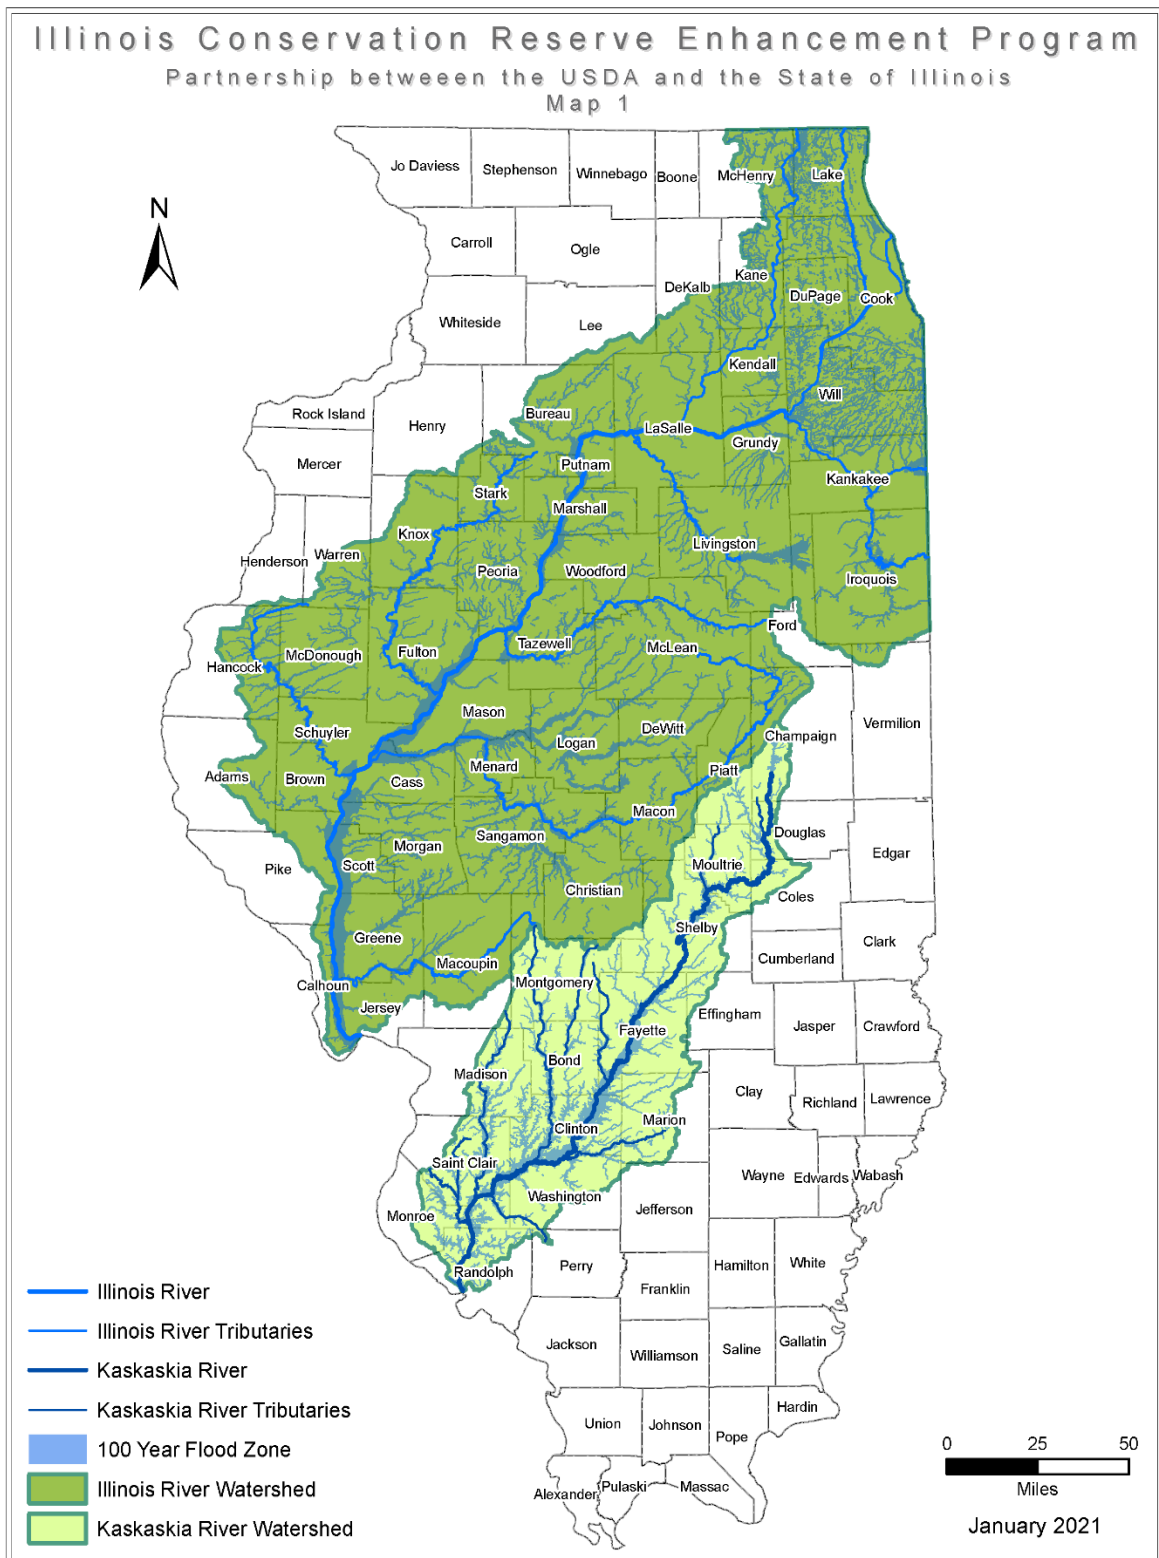 Illinois Conservation Reserve Enhancement Program
Partnership betweeen the USDA and the State of Illinois
Map 1
N
Jo Daviess
Stephenson
Winnebago
Boone
McHenry
Lake
Carroll
Ogle
Kane
DeKalb
DuPage
Cook
Whiteside
Lee
Kendall
Will
Rock Island
Henry
Bureau
LaSalle
Grundy
Mercer
Putnam
Kankakee
Stark
Marshall
Knox
Livingston
Henderson
Warren
Peoria
Woodford
Iroquois
Ford
Hancock
McDonough
Fulton
Tazewell
McLean
Mason
Vermilion
Schuyler
Logan
DeWitt
Champaign
Adams
Brown
Cass
Menard
Piatt
Macon
Douglas
Sangamon
Morgan
Scott
Pike
Moultrie
Edgar
Christian
Coles
Shelby
Greene
Clark
Macoupin
Cumberland
Calhoun
Montgomery
Jersey
Effingham
Jasper
Crawford
Fayette
Bond
Madison
Clay
Richland
Lawrence
Marion
Clinton
Saint Clair
Wayne
Edwards
Wabash
Washington
Jefferson
Monroe
Randolph
Perry
Hamilton
White
Franklin
Jackson
Williamson
Saline
Gallatin
Hardin
Union
Johnson
Pope
Alexander
Pulaski
Massac
Illinois River
Illinois River Tributaries
Kaskaskia River
Kaskaskia River Tributaries
100 Year Flood Zone
Illinois River Watershed
Kaskaskia River Watershed
0 25 50
Miles
January 2021